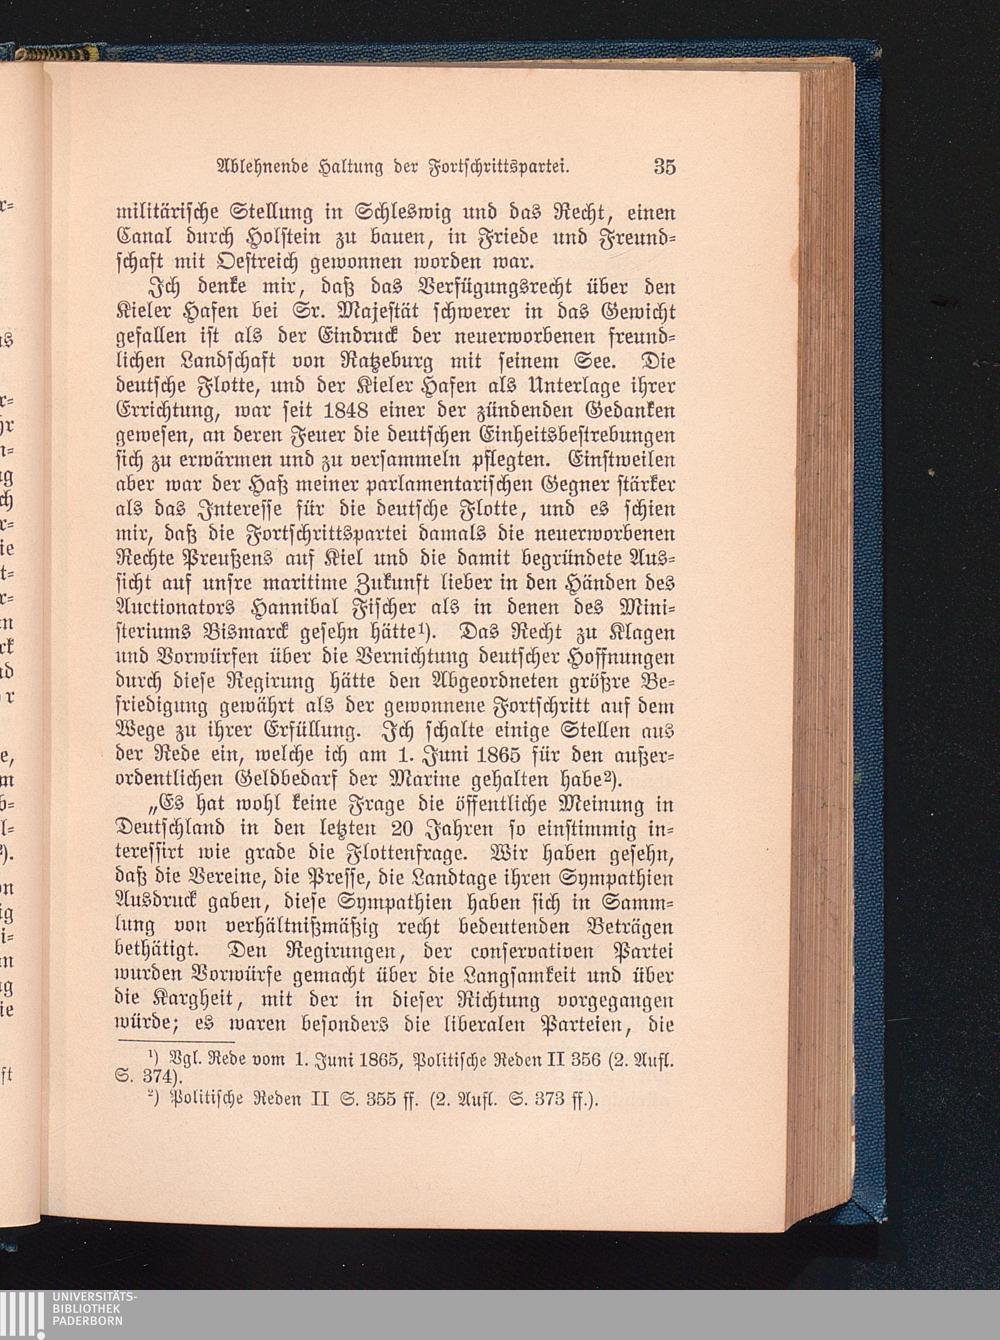 Ablehnende Haltung der Fortschrittspartei. 35
militärische Stellung in Schleswig und das Recht, einen
Canal durch Holstein zu bauen, in Friede und Freund=
schaft mit Oestreich gewonnen worden war.
Ich denke mir, daß das Verfügungsrecht über den
Kieler Hafen bei Sr. Majestät schwerer in das Gewicht
gefallen ist als der Eindruck der neuerworbenen freund=
lichen Landschaft von Ratzeburg mit seinem See. Die
deutsche Flotte, und der Kieler Hafen als Unterlage ihrer
Errichtung, war seit 1848 einer der zündenden Gedanken
gewesen, an deren Feuer die deutschen Einheitsbestrebungen
sich zu erwärmen und zu versammeln pflegten. Einstweilen
aber war der Haß meiner parlamentarischen Gegner stärker
als das Interesse für die deutsche Flotte, und es schien
mir, daß die Fortschrittspartei damals die neuerworbenen
Rechte Preußens auf Kiel und die damit begründete Aus=
sicht auf unsre maritime Zukunft lieber in den Händen des
Auctionators Hannibal Fischer als in denen des Mini=
steriums Bismarck gesehn hätte¹). Das Recht zu Klagen
und Vorwürfen über die Vernichtung deutscher Hoffnungen
durch diese Regirung hätte den Abgeordneten größre Be=
friedigung gewährt als der gewonnene Fortschritt auf dem
Wege zu ihrer Erfüllung. Ich schalte einige Stellen aus
der Rede ein, welche ich am 1. Juni 1865 für den außer=
ordentlichen Geldbedarf der Marine gehalten habe²).
„Es hat wohl keine Frage die öffentliche Meinung in
Deutschland in den letzten 20 Jahren so einstimmig in=
teressirt wie grade die Flottenfrage. Wir haben gesehn,
daß die Vereine, die Presse, die Landtage ihren Sympathien
Ausdruck gaben, diese Sympathien haben sich in Samm=
lung von verhältnißmäßig recht bedeutenden Beträgen
bethätigt. Den Regirungen, der conservativen Partei
wurden Vorwürfe gemacht über die Langsamkeit und über
die Kargheit, mit der in dieser Richtung vorgegangen
würde; es waren besonders die liberalen Parteien, die
¹) Vgl. Rede vom 1. Juni 1865, Politische Reden II 356 (2. Aufl.
S. 374).
²) Politische Reden II S. 355 ff. (2. Aufl. S. 373 ff.).
UNIVERSITÄTS-
BIBLIOTHEK
PADERBORN